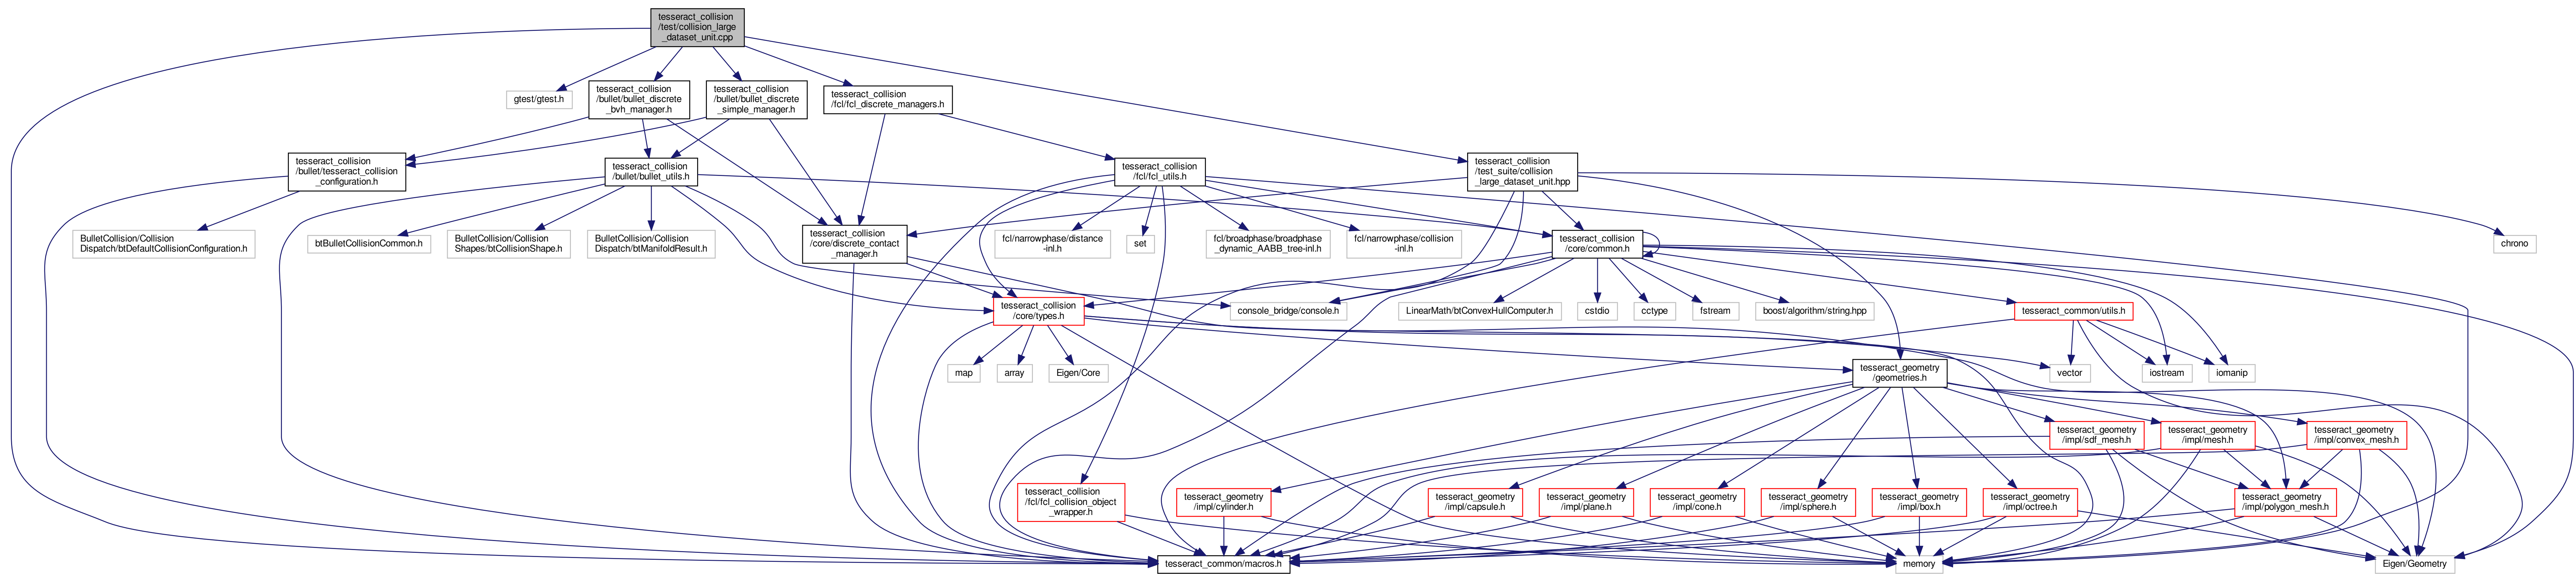 tesseract_collision
/test/collision_large
_dataset_unit.cpp
gtest/gtest.h
tesseract_collision
/bullet/bullet_discrete
_bvh_manager.h
tesseract_collision
/bullet/bullet_discrete
_simple_manager.h
tesseract_collision
/fcl/fcl_discrete_managers.h
tesseract_collision
/bullet/tesseract_collision
_configuration.h
tesseract_collision
/bullet/bullet_utils.h
tesseract_collision
/fcl/fcl_utils.h
tesseract_collision
/test_suite/collision
_large_dataset_unit.hpp
BulletCollision/Collision
Dispatch/btDefaultCollisionConfiguration.h
btBulletCollisionCommon.h
BulletCollision/Collision
Shapes/btCollisionShape.h
BulletCollision/Collision
Dispatch/btManifoldResult.h
tesseract_collision
/core/discrete_contact
_manager.h
fcl/narrowphase/distance
-inl.h
set
fcl/broadphase/broadphase
_dynamic_AABB_tree-inl.h
fcl/narrowphase/collision
-inl.h
tesseract_collision
/core/common.h
chrono
tesseract_collision
/core/types.h
console_bridge/console.h
LinearMath/btConvexHullComputer.h
cstdio
cctype
fstream
boost/algorithm/string.hpp
tesseract_common/utils.h
map
array
Eigen/Core
tesseract_geometry
/geometries.h
vector
iostream
iomanip
tesseract_geometry
/impl/sdf_mesh.h
tesseract_geometry
/impl/mesh.h
tesseract_geometry
/impl/convex_mesh.h
tesseract_collision
/fcl/fcl_collision_object
_wrapper.h
tesseract_geometry
/impl/cylinder.h
tesseract_geometry
/impl/capsule.h
tesseract_geometry
/impl/plane.h
tesseract_geometry
/impl/cone.h
tesseract_geometry
/impl/sphere.h
tesseract_geometry
/impl/box.h
tesseract_geometry
/impl/octree.h
tesseract_geometry
/impl/polygon_mesh.h
tesseract_common/macros.h
memory
Eigen/Geometry